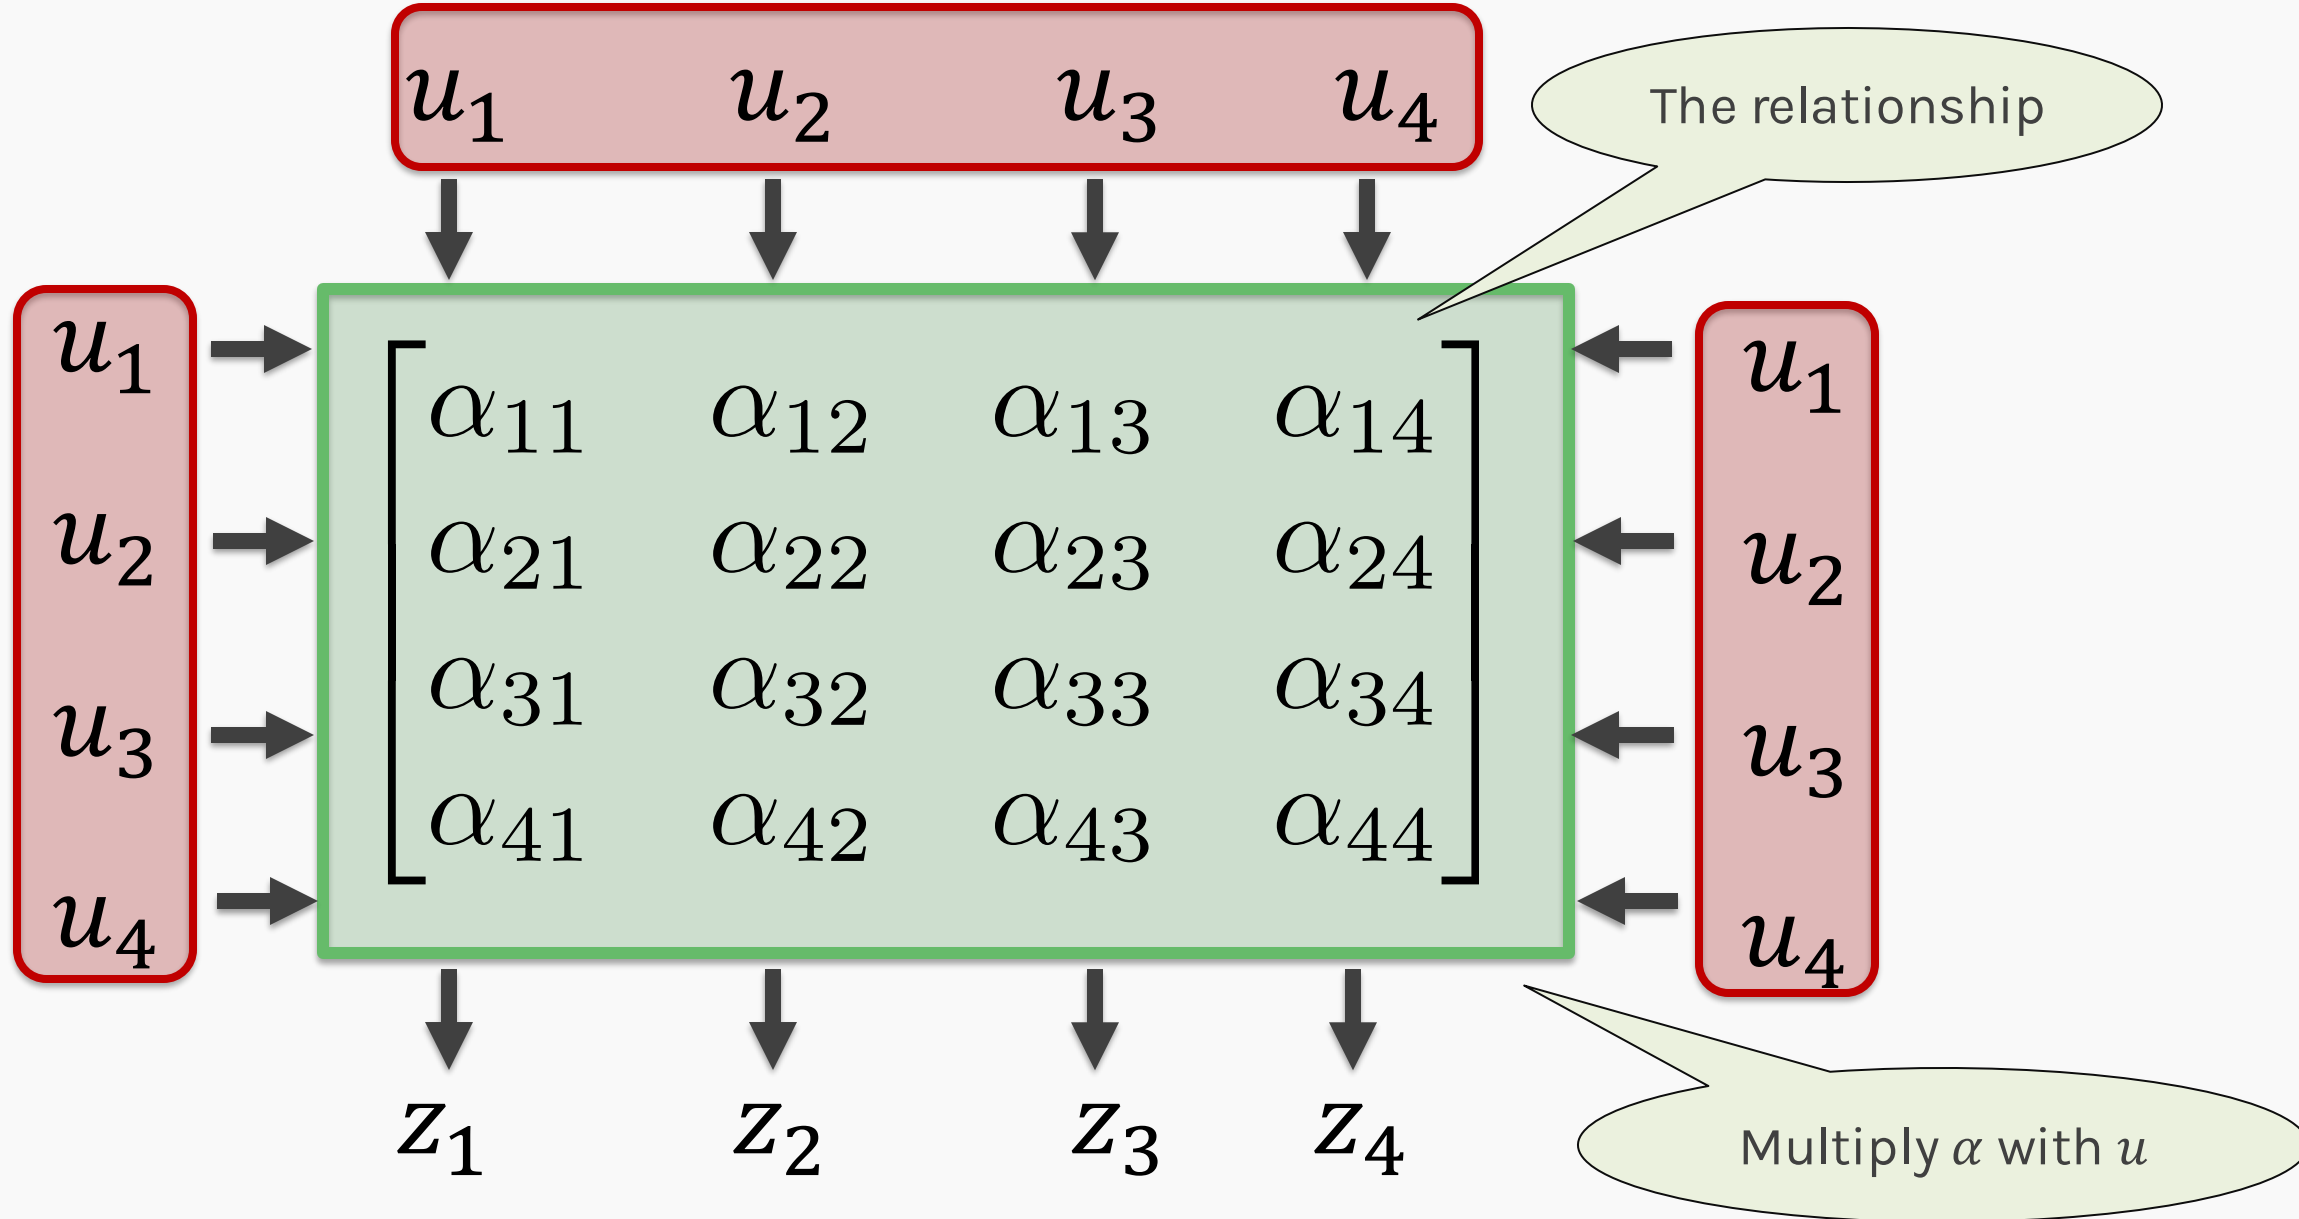 u₁ u₂ u₃ u₄
The relationship
u₁ α₁₁ α₁₂ α₁₃ α₁₄ u₁
u₂ α₂₁ α₂₂ α₂₃ α₂₄ u₂
u₃ α₃₁ α₃₂ α₃₃ α₃₄ u₃
u₄ α₄₁ α₄₂ α₄₃ α₄₄ u₄
z₁ z₂ z₃ z₄
Multiply α with u